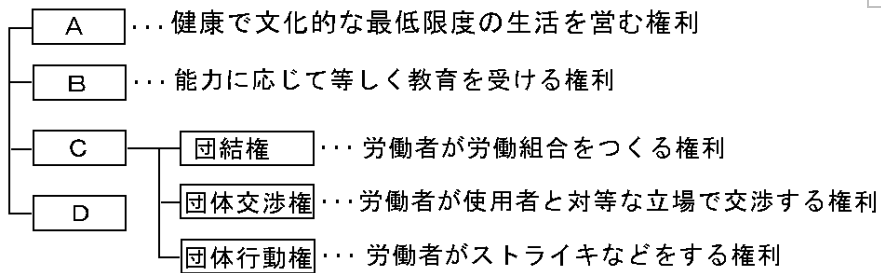 A ･･･ 健康で文化的な最低限度の生活を営む権利
B ･･･ 能力に応じて等しく教育を受ける権利
C 団結権 ･･･ 労働者が労働組合をつくる権利
D 団体交渉権 ･･･ 労働者が使用者と対等な立場で交渉する権利
団体行動権 ･･･ 労働者がストライキなどをする権利